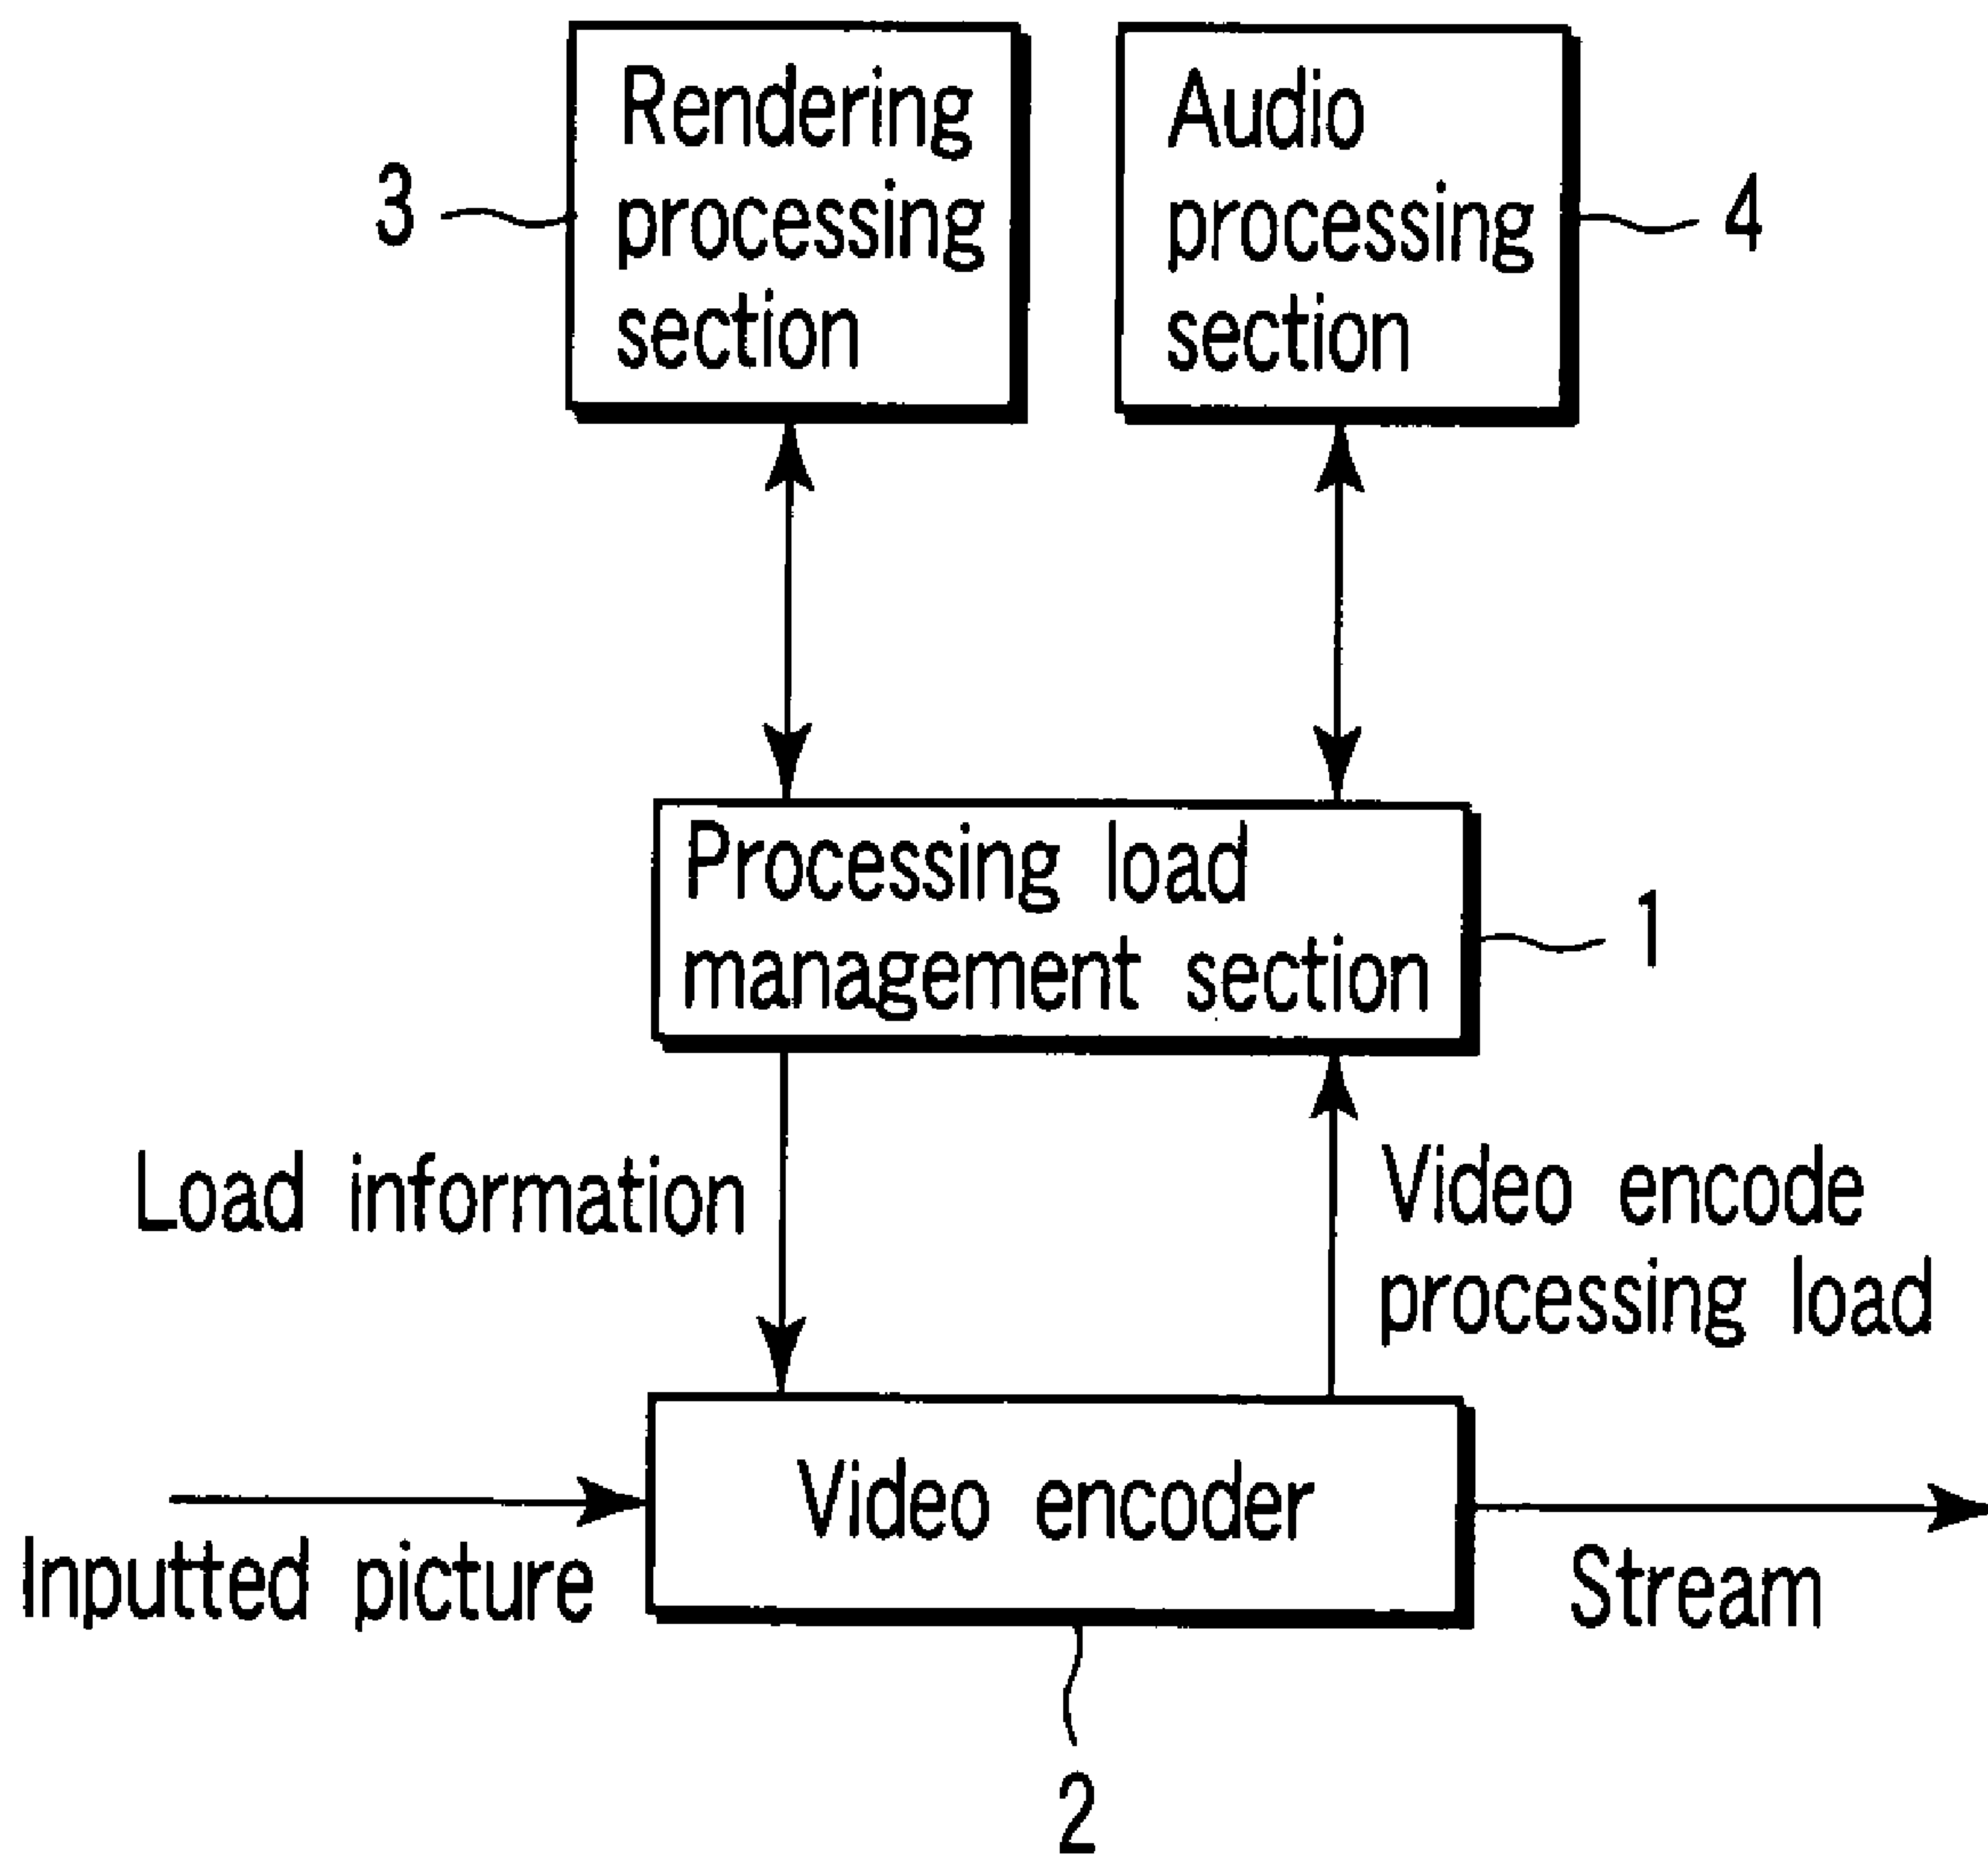 Rendering
processing
section
3
Audio
processing
section
4
Processing load
management section
1
Load information
Video encode
processing load
Video encoder
Inputted picture
Stream
2